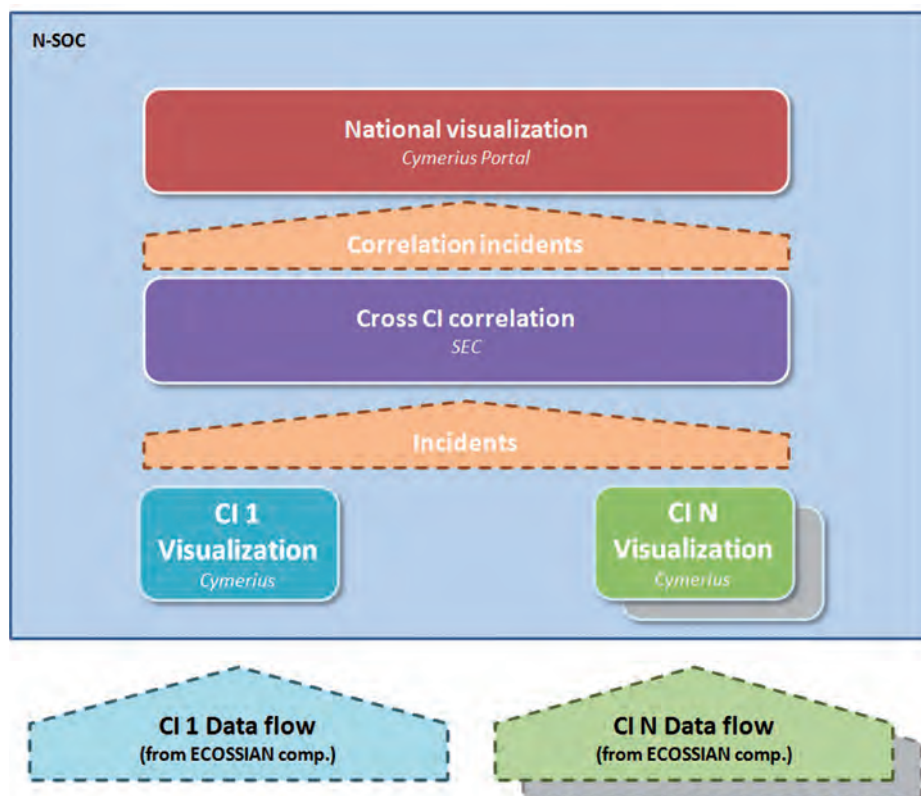 N-SOC
National visualization
Cymerius Portal
Correlation incidents
Cross CI correlation
SEC
Incidents
CI 1
Visualization
Cymerius
CI N
Visualization
Cymerius
CI 1 Data flow
(from ECOSSIAN comp.)
CI N Data flow
(from ECOSSIAN comp.)